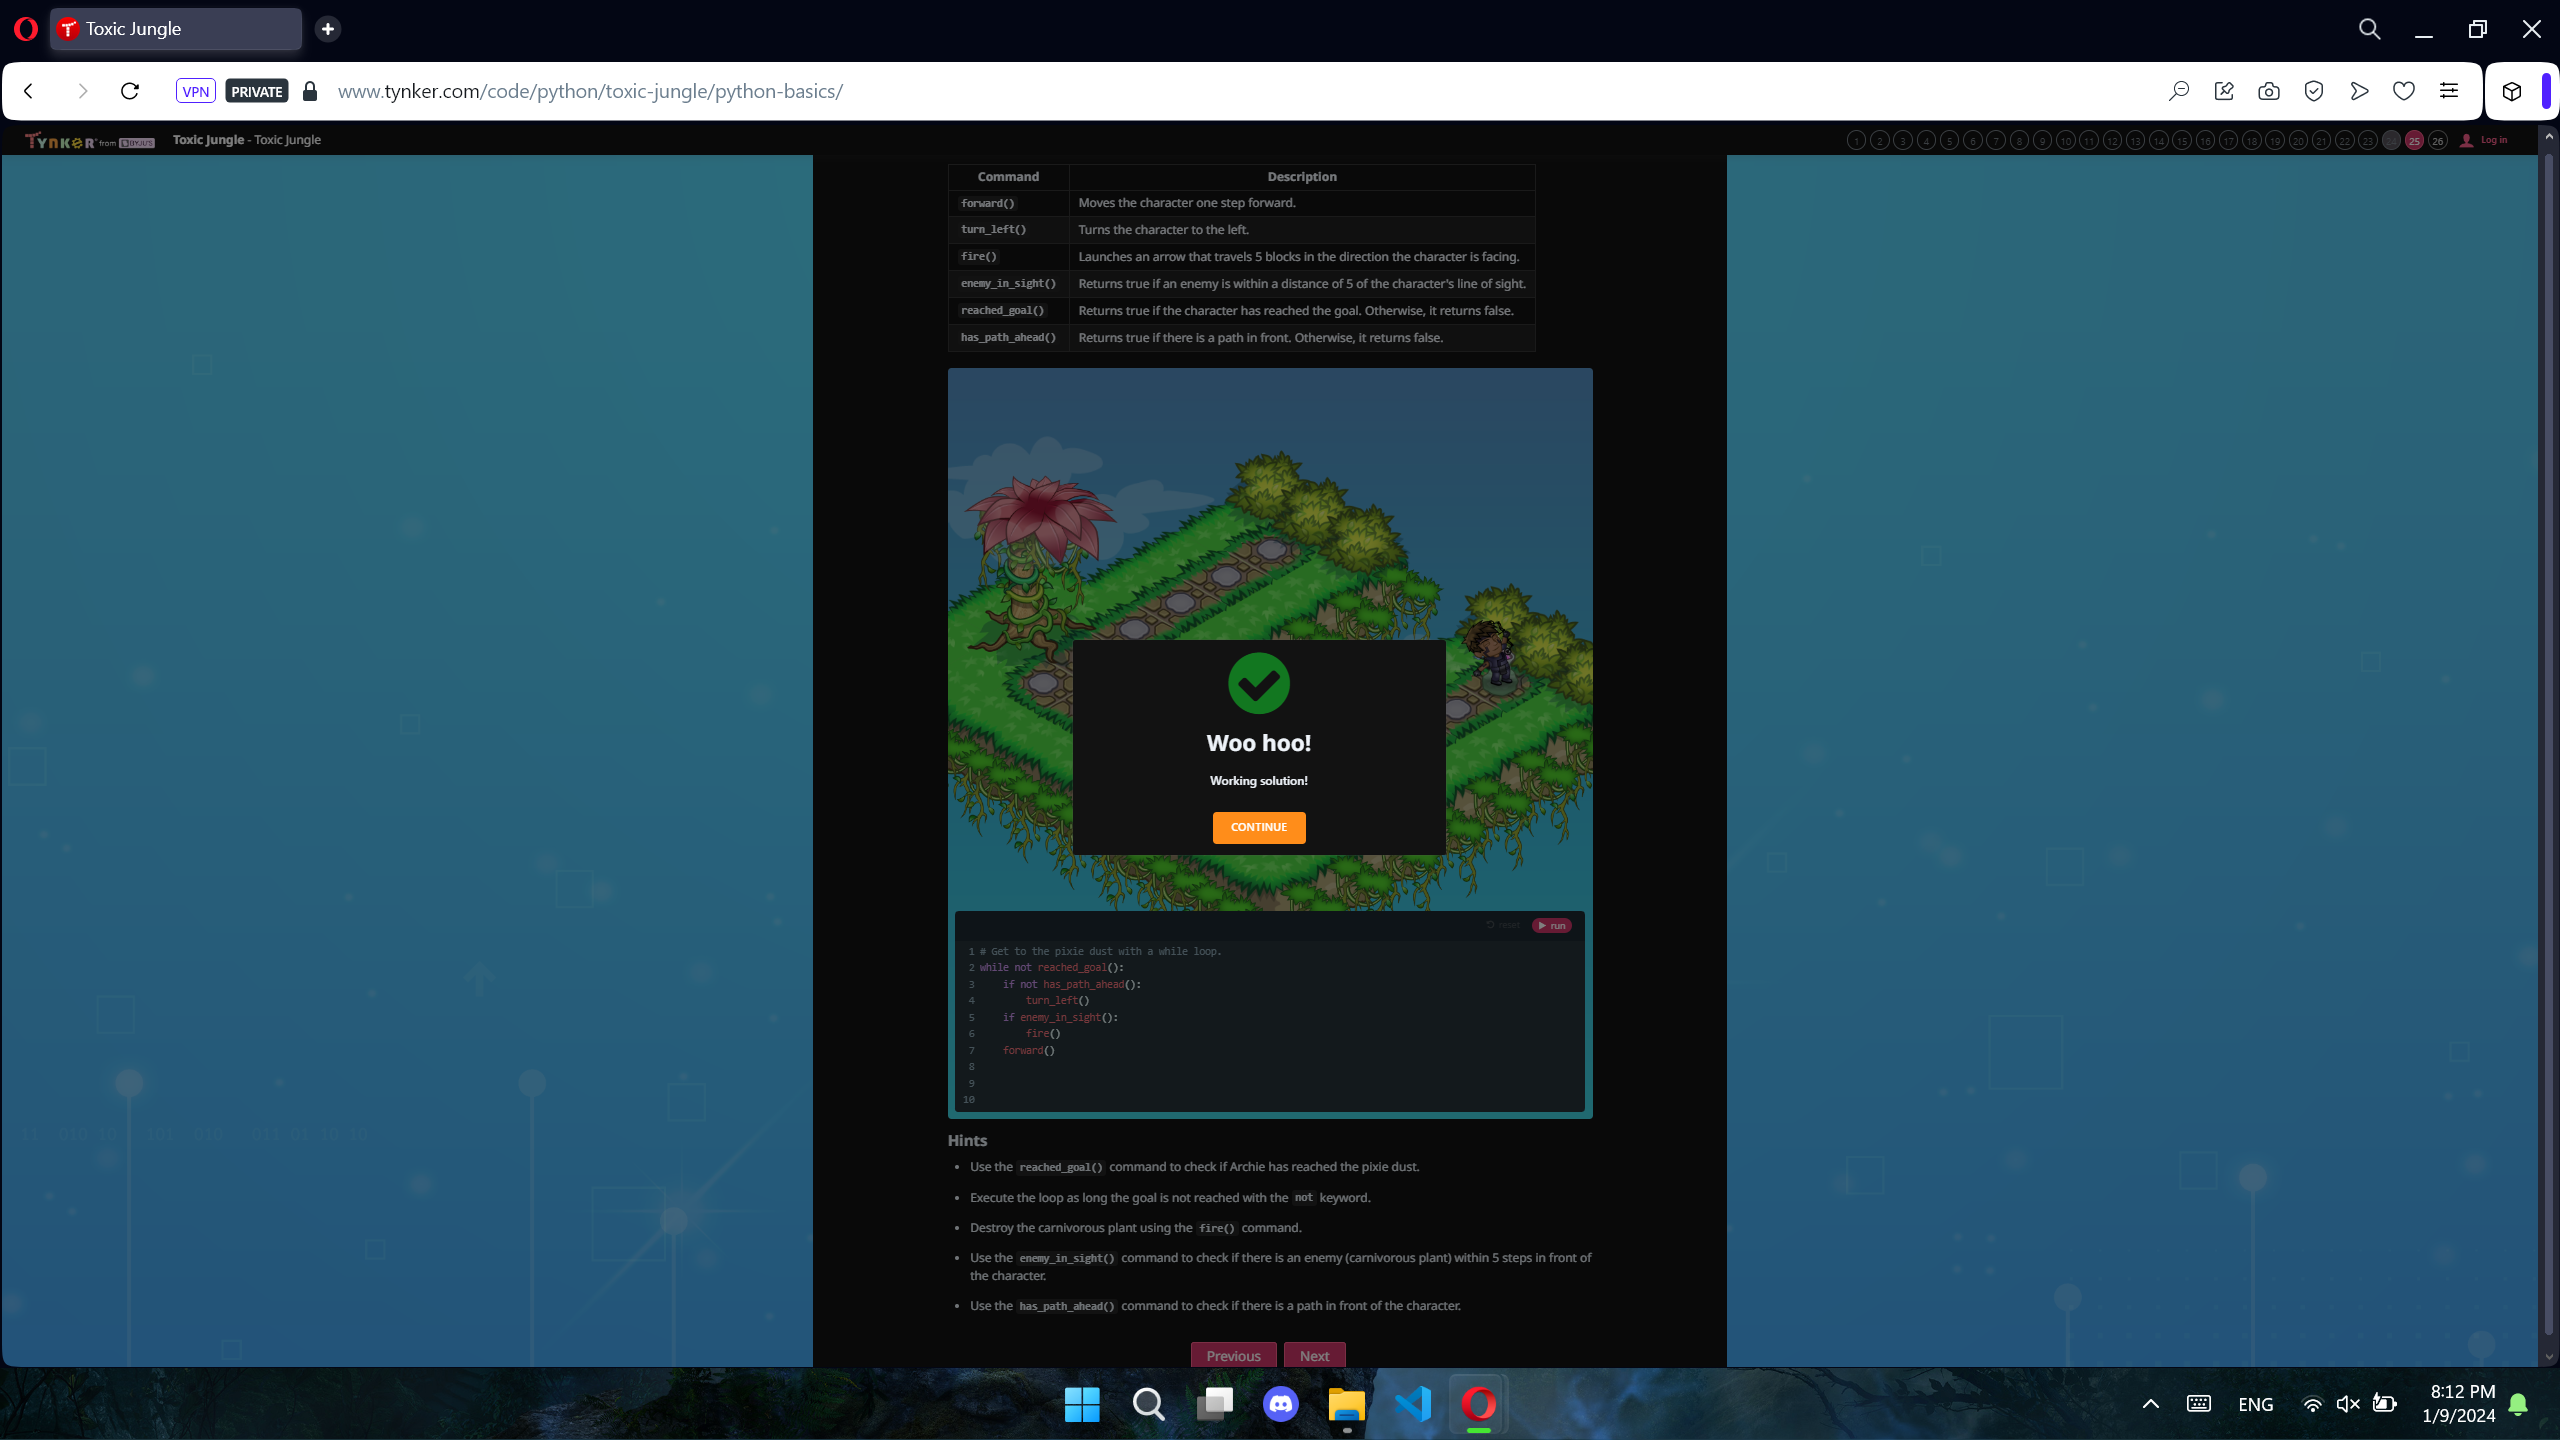 Toxic Jungle
VPN
PRIVATE
www.tynker.com/code/python/toxic-jungle/python-basics/
TYNKER from BYJU'S
Toxic Jungle - Toxic Jungle
1 2 3 4 5 6 7 8 9 10 11 12 13 14 15 16 17 18 19 20 21 22 23 24 25 26
Log in
Command Description
forward() Moves the character one step forward.
turn_left() Turns the character to the left.
fire() Launches an arrow that travels 5 blocks in the direction the character is facing.
enemy_in_sight() Returns true if an enemy is within a distance of 5 of the character's line of sight.
reached_goal() Returns true if the character has reached the goal. Otherwise, it returns false.
has_path_ahead() Returns true if there is a path in front. Otherwise, it returns false.
Woo hoo!
Working solution!
CONTINUE
reset run
1 # Get to the pixie dust with a while loop.
2 while not reached_goal():
3 if not has_path_ahead():
4 turn_left()
5 if enemy_in_sight():
6 fire()
7 forward()
8
9
10
Hints
• Use the reached_goal() command to check if Archie has reached the pixie dust.
• Execute the loop as long the goal is not reached with the not keyword.
• Destroy the carnivorous plant using the fire() command.
• Use the enemy_in_sight() command to check if there is an enemy (carnivorous plant) within 5 steps in front of
the character.
• Use the has_path_ahead() command to check if there is a path in front of the character.
Previous Next
ENG
8:12 PM
1/9/2024